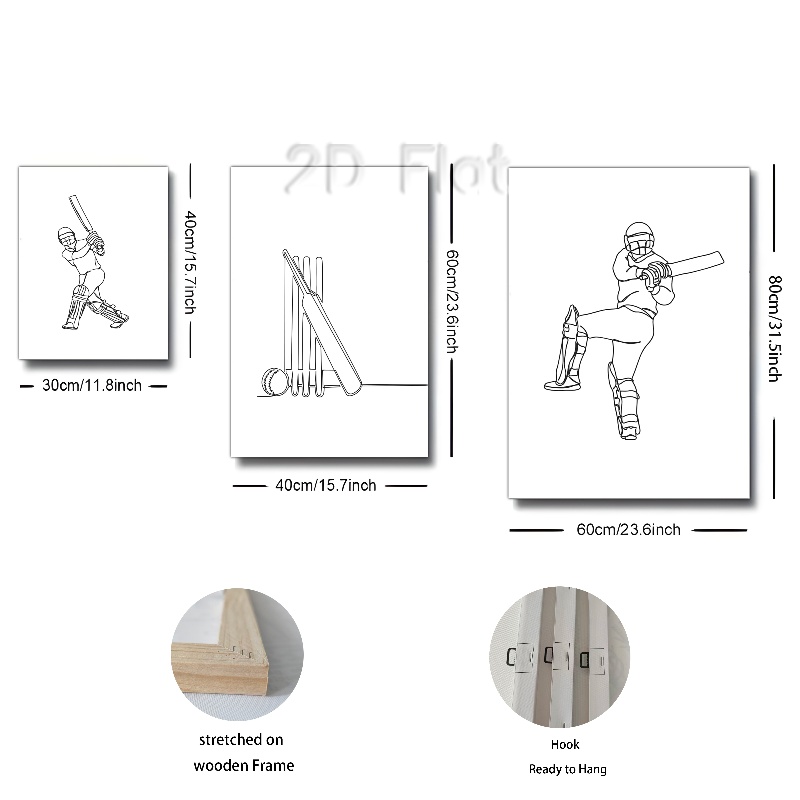 2D Flat
40cm/15.7inch
60cm/23.6inch
80cm/31.5inch
30cm/11.8inch
40cm/15.7inch
60cm/23.6inch
stretched on
wooden Frame
Hook
Ready to Hang